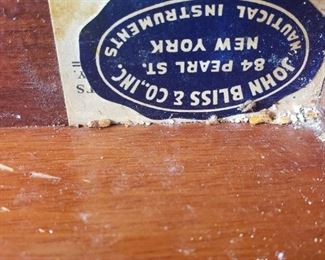 JOHN BLISS & CO., INC.
84 PEARL ST.
NEW YORK
NAUTICAL INSTRUMENTS